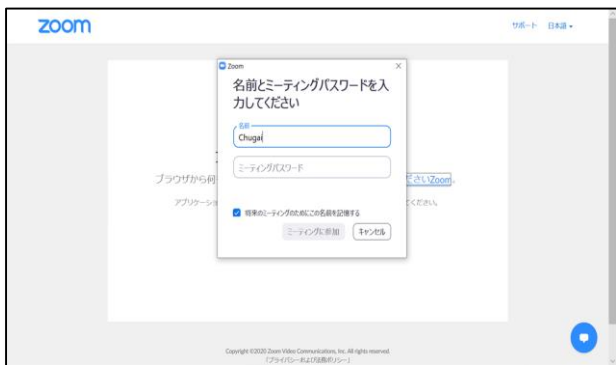 zoom
サポート 日本語
Zoom
名前とミーティングパスワードを入
力してください
名前
Chugai
ミーティングパスワード
ブラウザから何
ださいZoom.
アプリケーショ
てください。
将来のミーティングのためにこの名前を記憶する
ミーティングに参加 キャンセル
Copyright ©2020 Zoom Video Communications, Inc. All rights reserved.
「プライバシーおよび法務ポリシー」